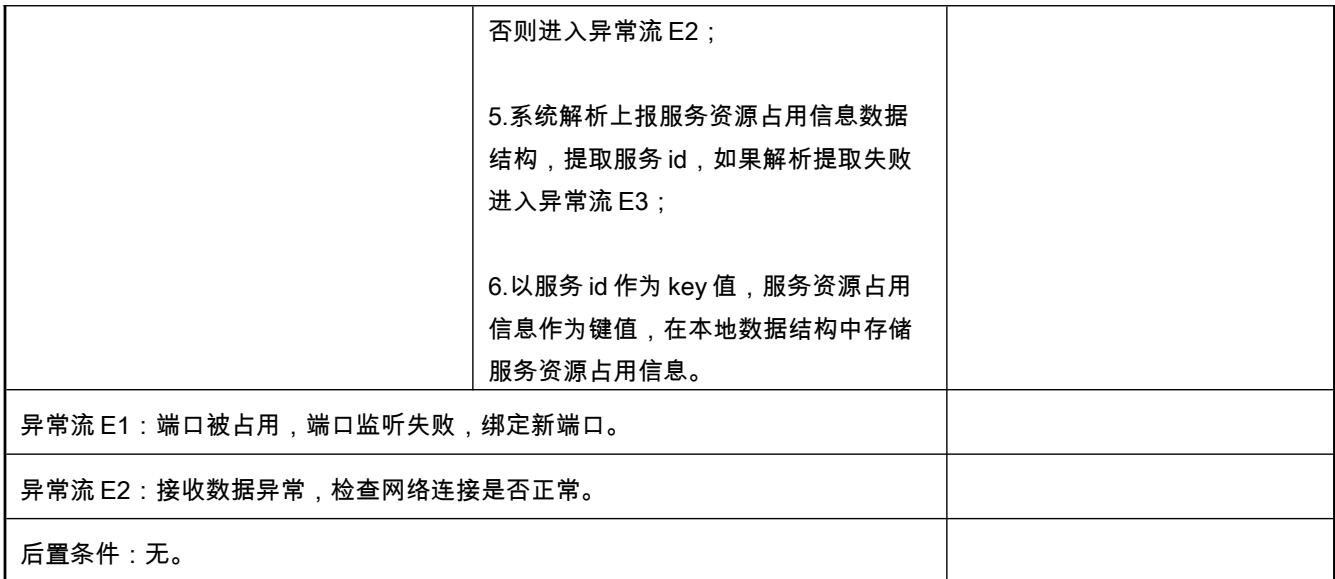 否则进入异常流 E2；
5.系统解析上报服务资源占用信息数据
结构，提取服务 id，如果解析提取失败
进入异常流 E3；
6.以服务 id 作为 key 值，服务资源占用
信息作为键值，在本地数据结构中存储
服务资源占用信息。
异常流 E1：端口被占用，端口监听失败，绑定新端口。
异常流 E2：接收数据异常，检查网络连接是否正常。
后置条件：无。